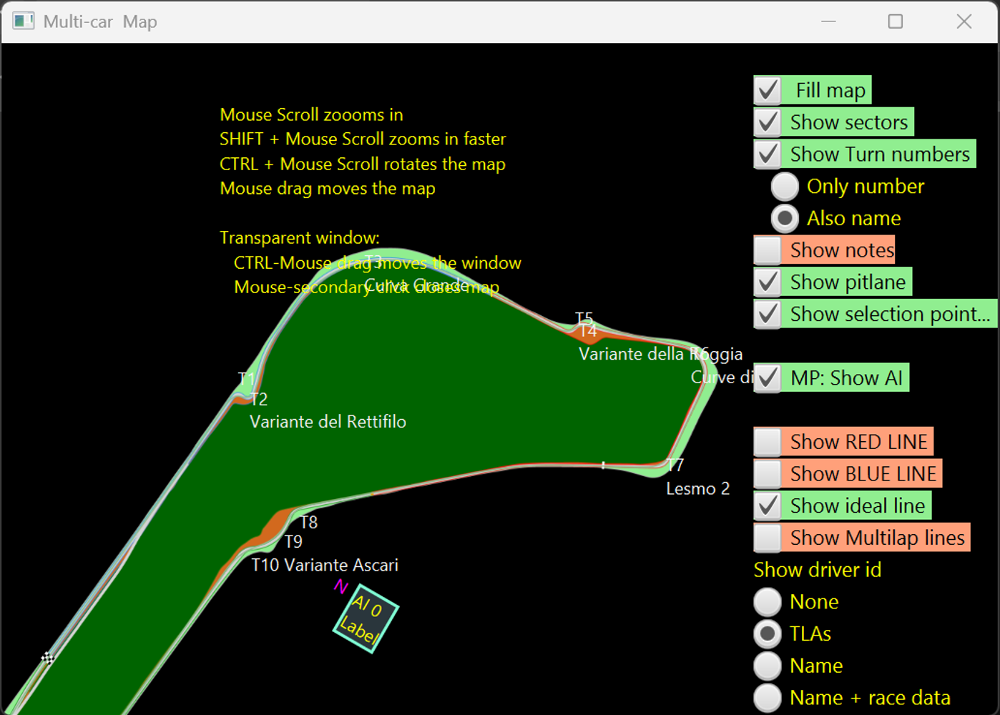 Multi-car Map
Mouse Scroll zoooms in
SHIFT + Mouse Scroll zooms in faster
CTRL + Mouse Scroll rotates the map
Mouse drag moves the map
Transparent window:
CTRL-Mouse drag moves the window
Mouse-secondary click closes map
T3
Curva Grande
T5
T4
Variante della Roggia
T6
Curve di
T1
T2
Variante del Rettifilo
T7
Lesmo 2
T8
T9
T10 Variante Ascari
N
AI 0
Label
Fill map
Show sectors
Show Turn numbers
Only number
Also name
Show notes
Show pitlane
Show selection point...
MP: Show AI
Show RED LINE
Show BLUE LINE
Show ideal line
Show Multilap lines
Show driver id
None
TLAs
Name
Name + race data